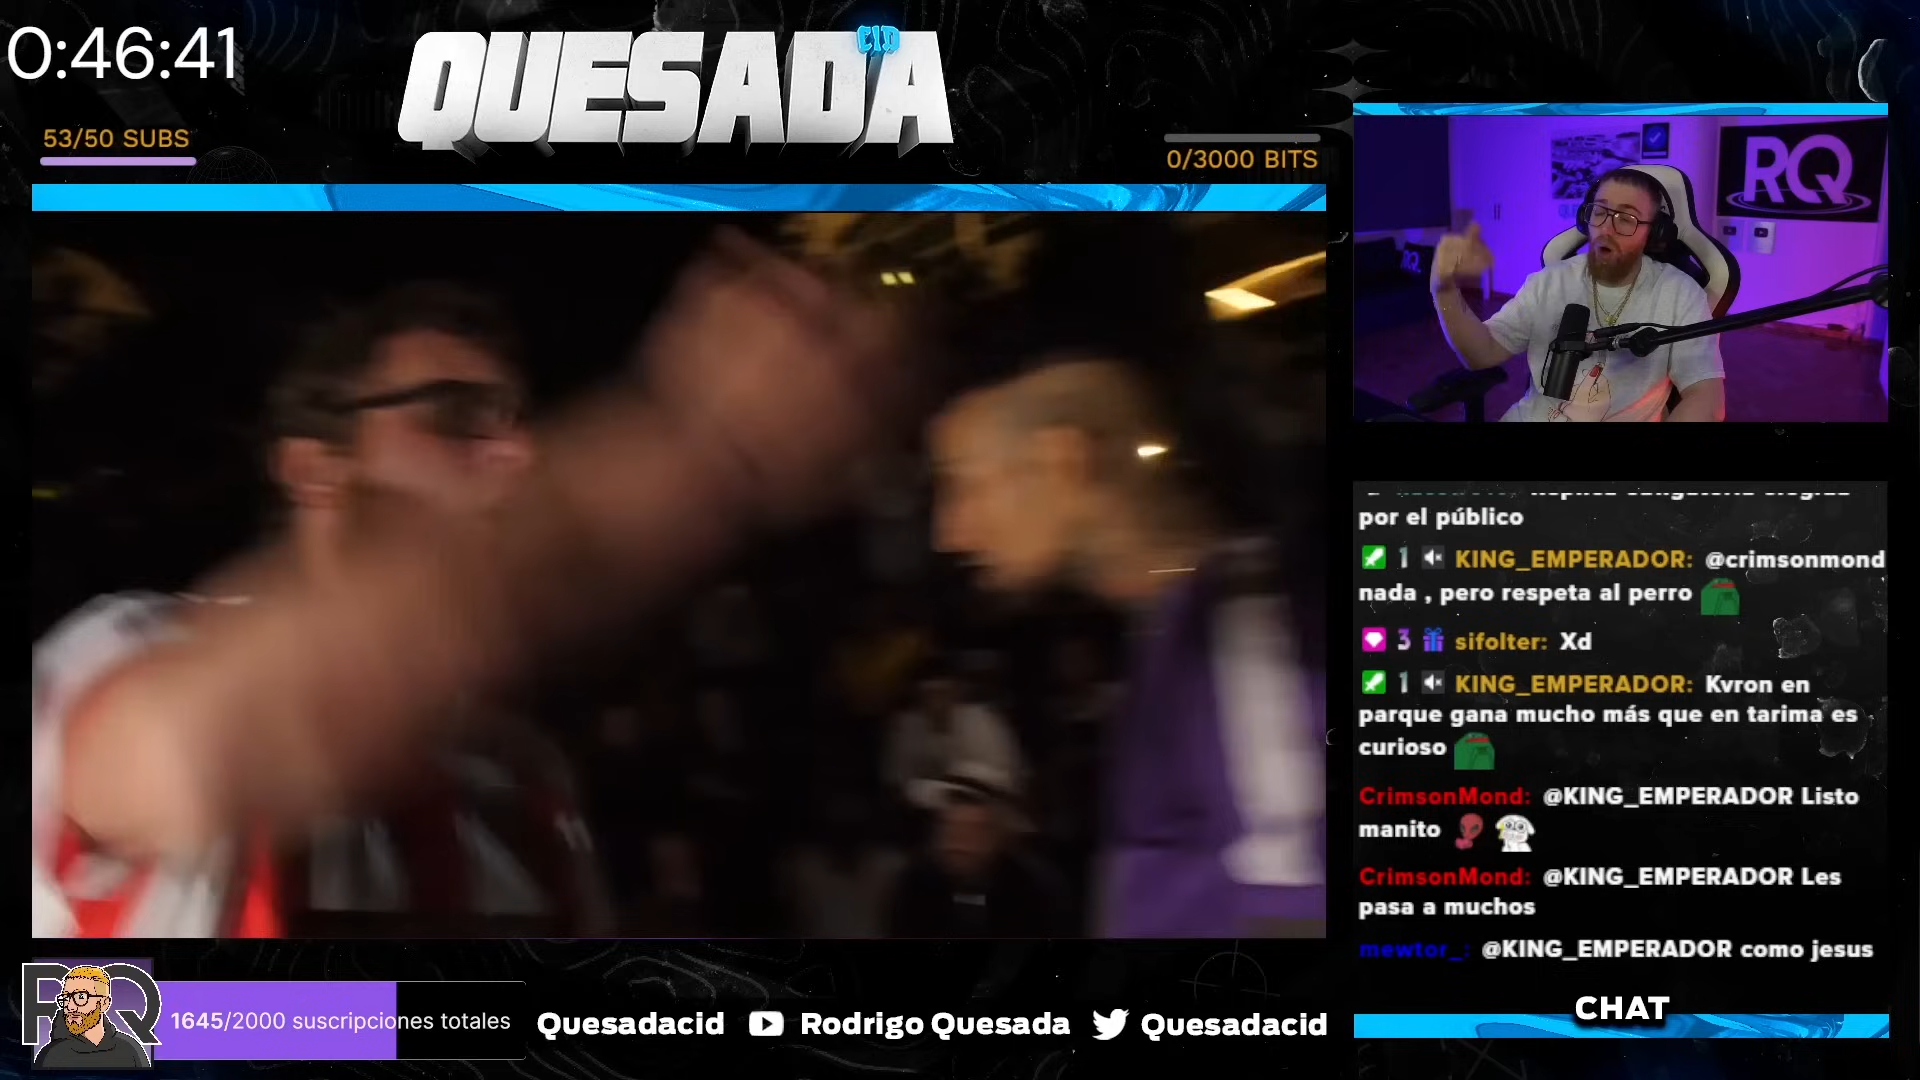 0:46:41
QUESADA
CID
53/50 SUBS
0/3000 BITS
RQ
por el público
1 KING_EMPERADOR: @crimsonmond
nada , pero respeta al perro
3 sifolter: Xd
1 KING_EMPERADOR: Kvron en
parque gana mucho más que en tarima es
curioso
CrimsonMond: @KING_EMPERADOR Listo
manito
CrimsonMond: @KING_EMPERADOR Les
pasa a muchos
mewtor_: @KING_EMPERADOR como jesus
CHAT
RQ
1645/2000 suscripciones totales
Quesadacid
Rodrigo Quesada
Quesadacid